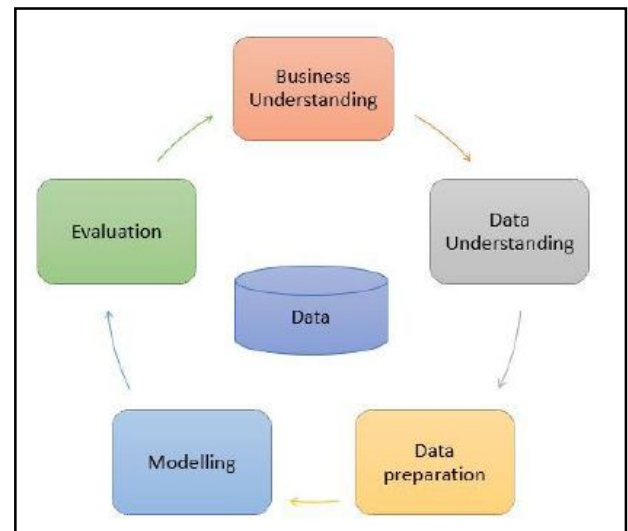 Business
Understanding
Data
Understanding
Data
preparation
Modelling
Evaluation
Data